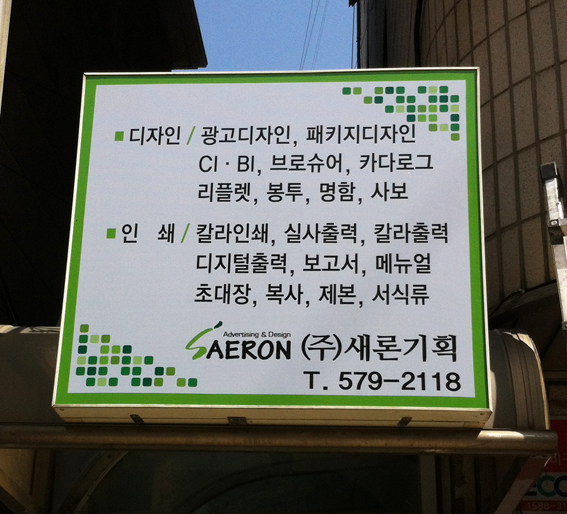 ■ 디자인 / 광고디자인, 패키지디자인
CI · BI, 브로슈어, 카다로그
리플렛, 봉투, 명함, 사보
■ 인 쇄 / 칼라인쇄, 실사출력, 칼라출력
디지털출력, 보고서, 메뉴얼
초대장, 복사, 제본, 서식류
Advertising & Design
SAERON (주)새론기획
T. 579-2118